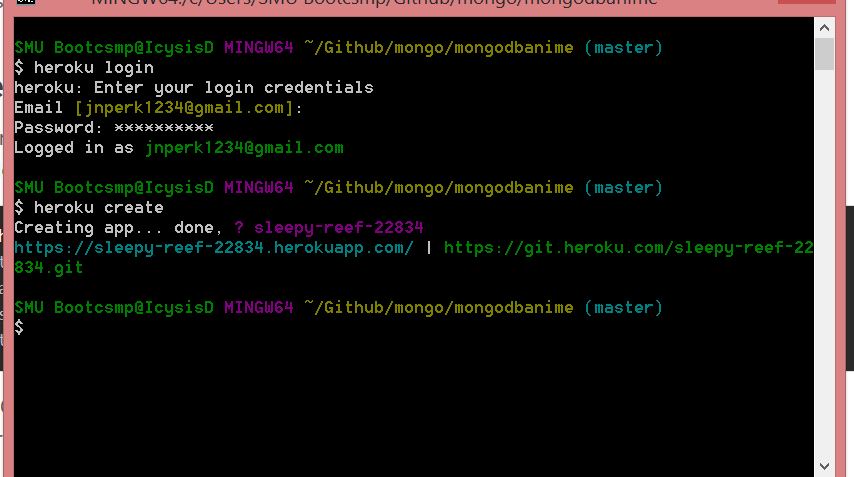 MINGW64:/c/Users/SMU Bootcsmp/Github/mongo/mongodbanime
SMU Bootcsmp@IcysisD MINGW64 ~/Github/mongo/mongodbanime (master)
$ heroku login
heroku: Enter your login credentials
Email [jnperk1234@gmail.com]:
Password: **********
Logged in as jnperk1234@gmail.com
SMU Bootcsmp@IcysisD MINGW64 ~/Github/mongo/mongodbanime (master)
$ heroku create
Creating app... done, ? sleepy-reef-22834
https://sleepy-reef-22834.herokuapp.com/ | https://git.heroku.com/sleepy-reef-22
834.git
SMU Bootcsmp@IcysisD MINGW64 ~/Github/mongo/mongodbanime (master)
$